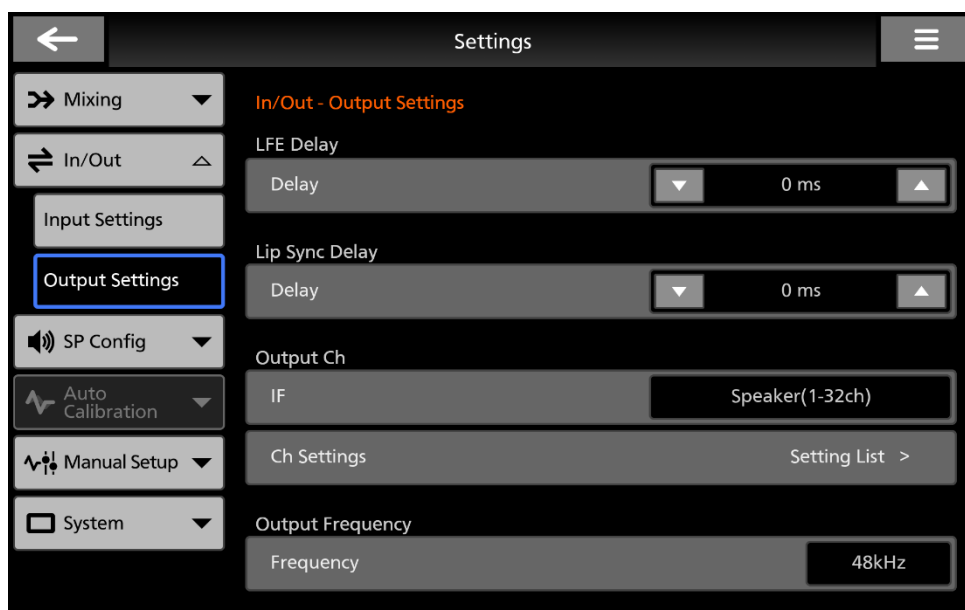 Settings
Mixing
In/Out
Input Settings
Output Settings
SP Config
Auto
Calibration
Manual Setup
System
In/Out - Output Settings
LFE Delay
Delay 0 ms
Lip Sync Delay
Delay 0 ms
Output Ch
IF Speaker(1-32ch)
Ch Settings Setting List >
Output Frequency
Frequency 48kHz